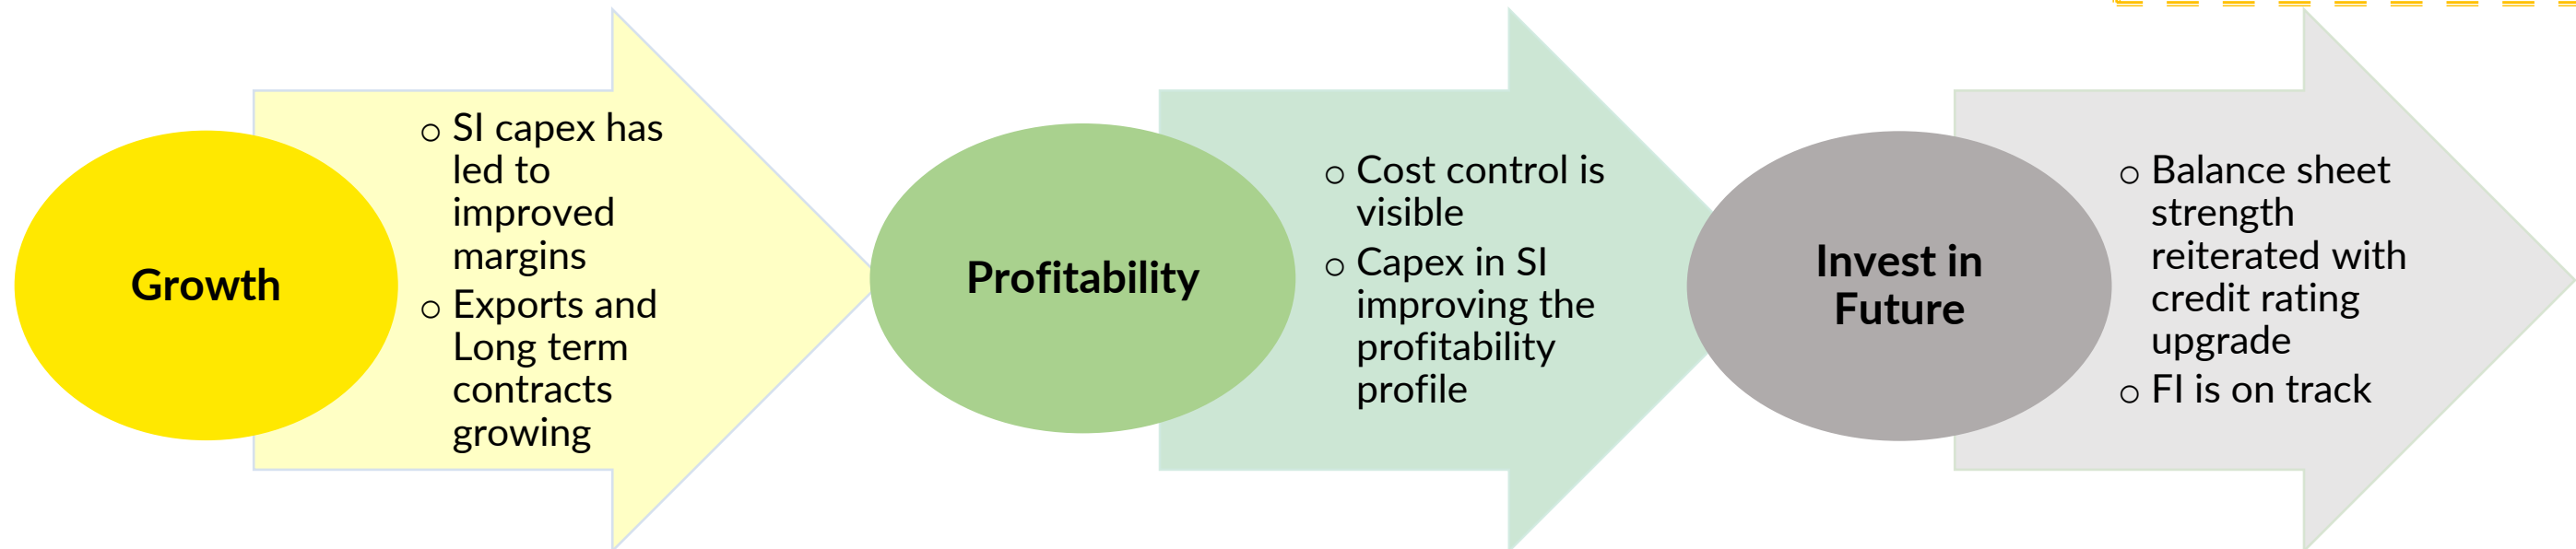 Growth
○ SI capex has
led to
improved
margins
○ Exports and
Long term
contracts
growing
Profitability
○ Cost control is
visible
○ Capex in SI
improving the
profitability
profile
Invest in
Future
○ Balance sheet
strength
reiterated with
credit rating
upgrade
○ FI is on track